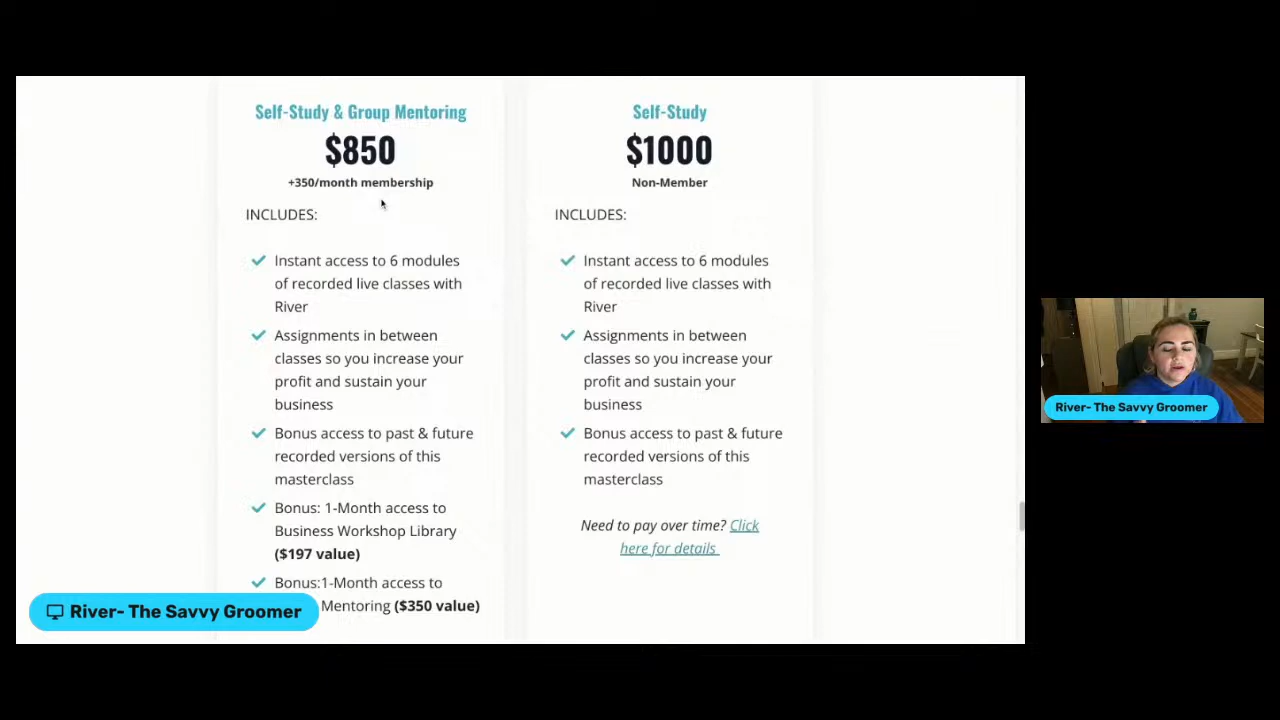 Self-Study & Group Mentoring
$850
+350/month membership
INCLUDES:
Instant access to 6 modules
of recorded live classes with
River
Assignments in between
classes so you increase your
profit and sustain your
business
Bonus access to past & future
recorded versions of this
masterclass
Bonus: 1-Month access to
Business Workshop Library
($197 value)
Bonus:1-Month access to
Mentoring ($350 value)
Self-Study
$1000
Non-Member
INCLUDES:
Instant access to 6 modules
of recorded live classes with
River
Assignments in between
classes so you increase your
profit and sustain your
business
Bonus access to past & future
recorded versions of this
masterclass
Need to pay over time? Click
here for details
River- The Savvy Groomer
River- The Savvy Groomer